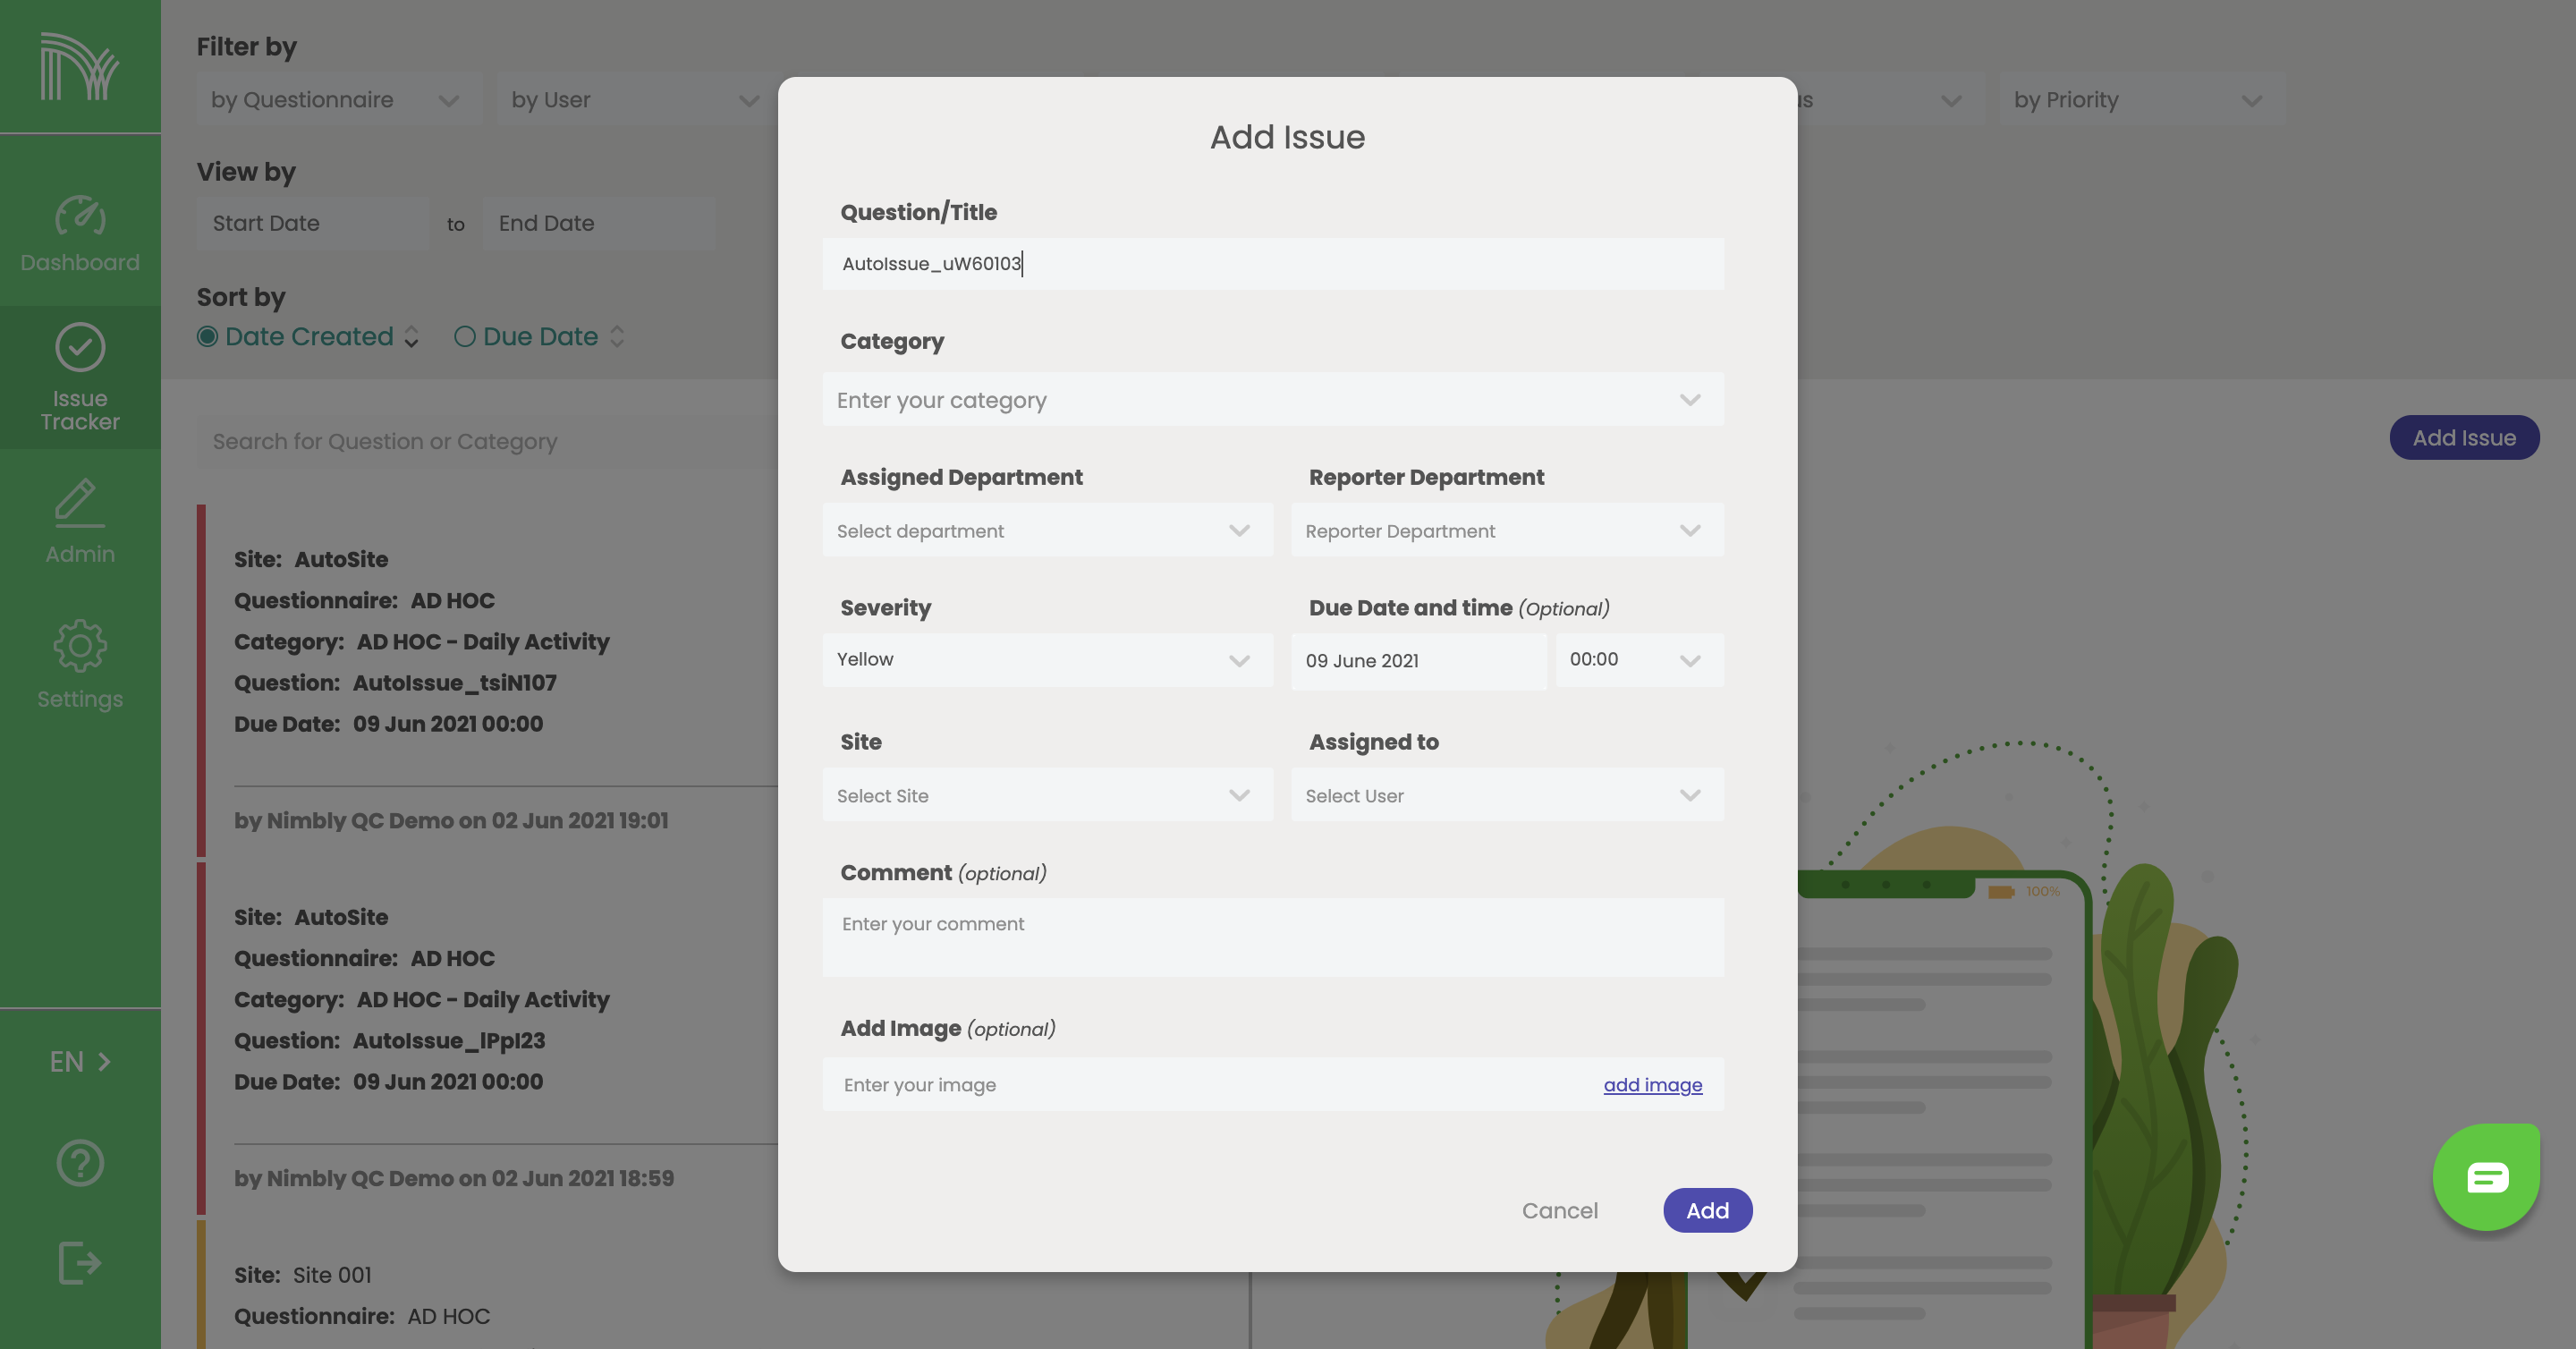 Filter by
by Questionnaire
by User
by Priority
View by
Start Date
to
End Date
Sort by
Date Created
Due Date
Dashboard
Issue
Tracker
Admin
Settings
EN
Search for Question or Category
Add Issue
Site: AutoSite
Questionnaire: AD HOC
Category: AD HOC - Daily Activity
Question: AutoIssue_tsiN107
Due Date: 09 Jun 2021 00:00
by Nimbly QC Demo on 02 Jun 2021 19:01
Site: AutoSite
Questionnaire: AD HOC
Category: AD HOC - Daily Activity
Due Date: 09 Jun 2021 00:00
by Nimbly QC Demo on 02 Jun 2021 18:59
Site: Site 001
Questionnaire: AD HOC
Add Issue
Question/Title
AutoIssue_uW60103
Category
Enter your category
Assigned Department
Reporter Department
Select department
Reporter Department
Severity
Due Date and time (Optional)
Yellow
09 June 2021
00:00
Site
Assigned to
Select Site
Select User
Comment (optional)
Enter your comment
Add Image (optional)
Enter your image
add image
Cancel
Add
100%